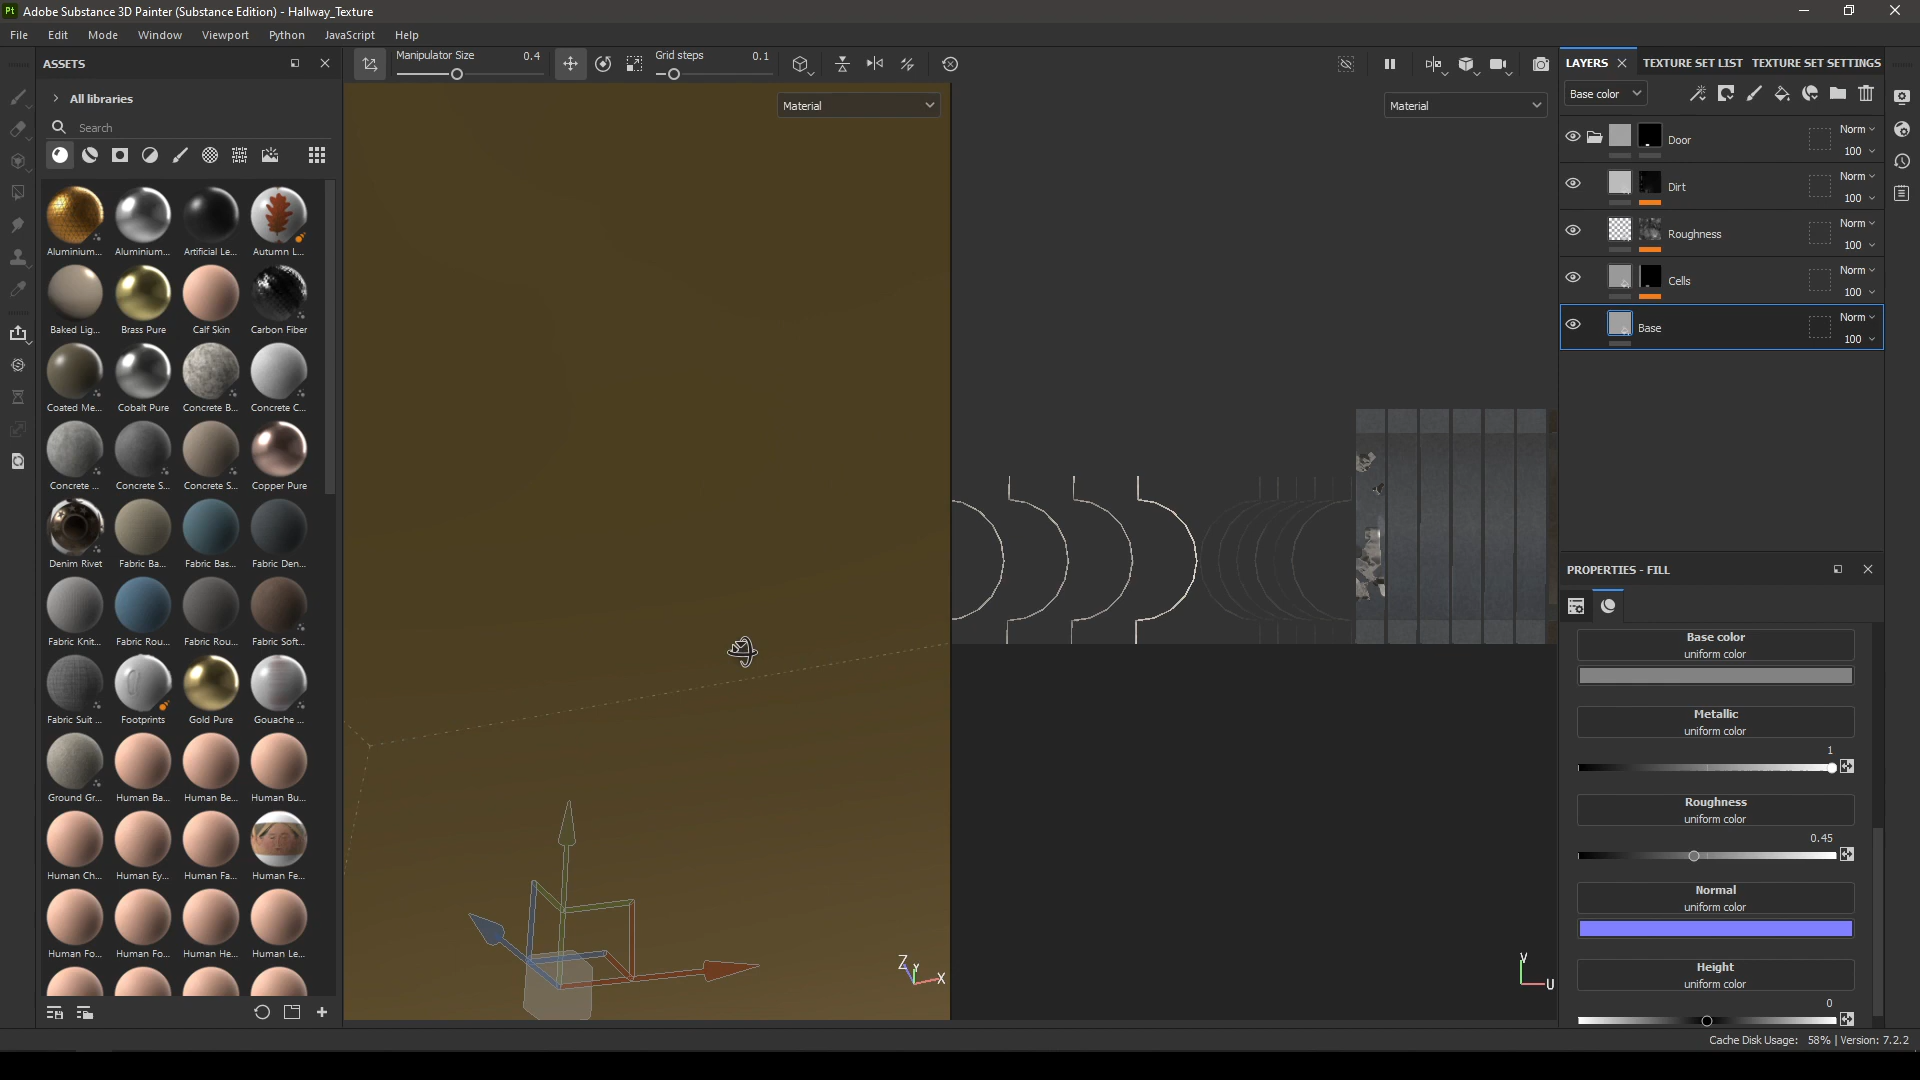 Pt Adobe Substance 3D Painter (Substance Edition) - Hallway_Texture
File Edit Mode Window Viewport Python JavaScript Help
ASSETS
Manipulator Size 0.4
Grid steps 0.1
LAYERS TEXTURE SET LIST TEXTURE SET SETTINGS
All libraries
Search
Material
Material
Base color
Door Norm 100
Dirt Norm 100
Roughness Norm 100
Cells Norm 100
Base Norm 100
Aluminium... Aluminium... Artificial Le... Autumn L...
Baked Lig... Brass Pure Calf Skin Carbon Fiber
Coated Me... Cobalt Pure Concrete B... Concrete C...
Concrete ... Concrete S... Concrete S... Copper Pure
Denim Rivet Fabric Ba... Fabric Bas... Fabric Den...
Fabric Knit... Fabric Rou... Fabric Rou... Fabric Soft...
Fabric Suit ... Footprints Gold Pure Gouache ...
Ground Gr... Human Ba... Human Be... Human Bu...
Human Ch... Human Ey... Human Fa... Human Fe...
Human Fo... Human Fo... Human He... Human Le...
Z Y X
V U
PROPERTIES - FILL
Base color
uniform color
Metallic
uniform color
1
Roughness
uniform color
0.45
Normal
uniform color
Height
uniform color
0
Cache Disk Usage: 58% | Version: 7.2.2